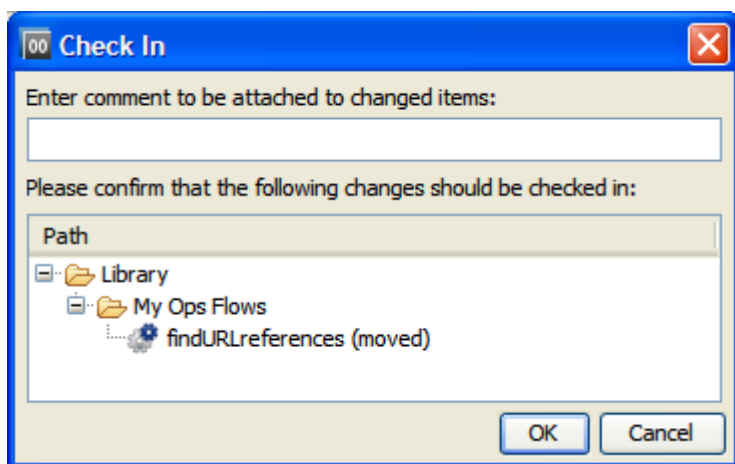 00 Check In
Enter comment to be attached to changed items:
Please confirm that the following changes should be checked in:
Path
Library
My Ops Flows
findURLreferences (moved)
OK Cancel